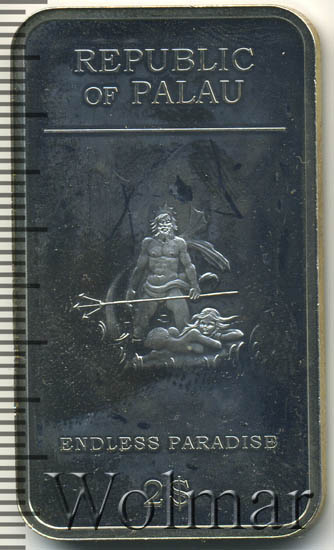 REPUBLIC
OF PALAU
ENDLESS PARADISE
2$
Wolmar